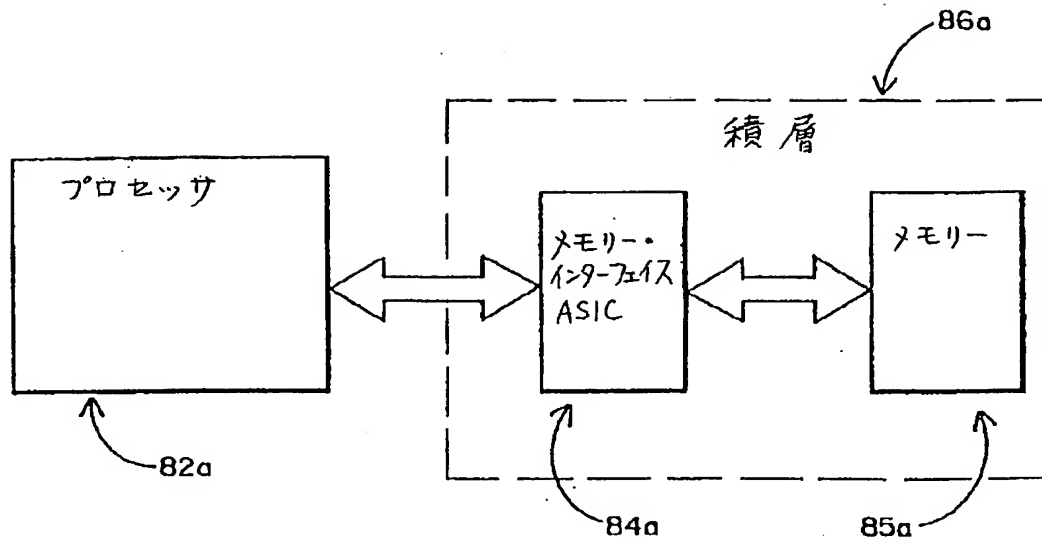 86a
積層
プロセッサ
メモリー・
インターフェイス
ASIC
メモリー
82a
84a
85a